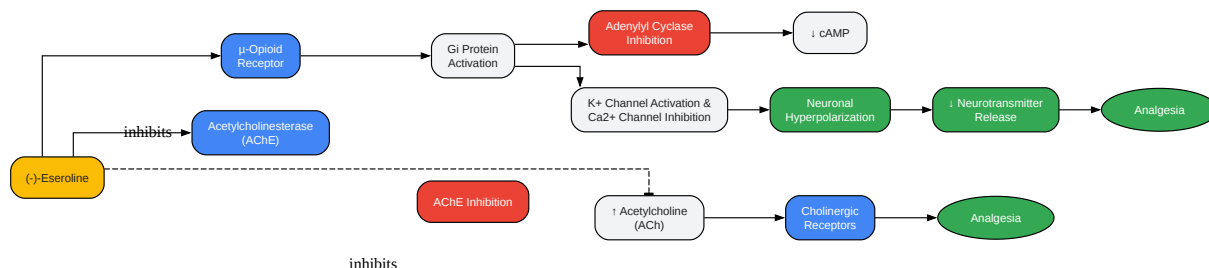 Adenylyl Cyclase
Inhibition
↓ cAMP
µ-Opioid
Receptor
Gi Protein
Activation
K+ Channel Activation &
Ca2+ Channel Inhibition
Neuronal
Hyperpolarization
↓ Neurotransmitter
Release
Analgesia
inhibits
Acetylcholinesterase
(AChE)
(-)-Eseroline
AChE Inhibition
↑ Acetylcholine
(ACh)
Cholinergic
Receptors
Analgesia
inhibits